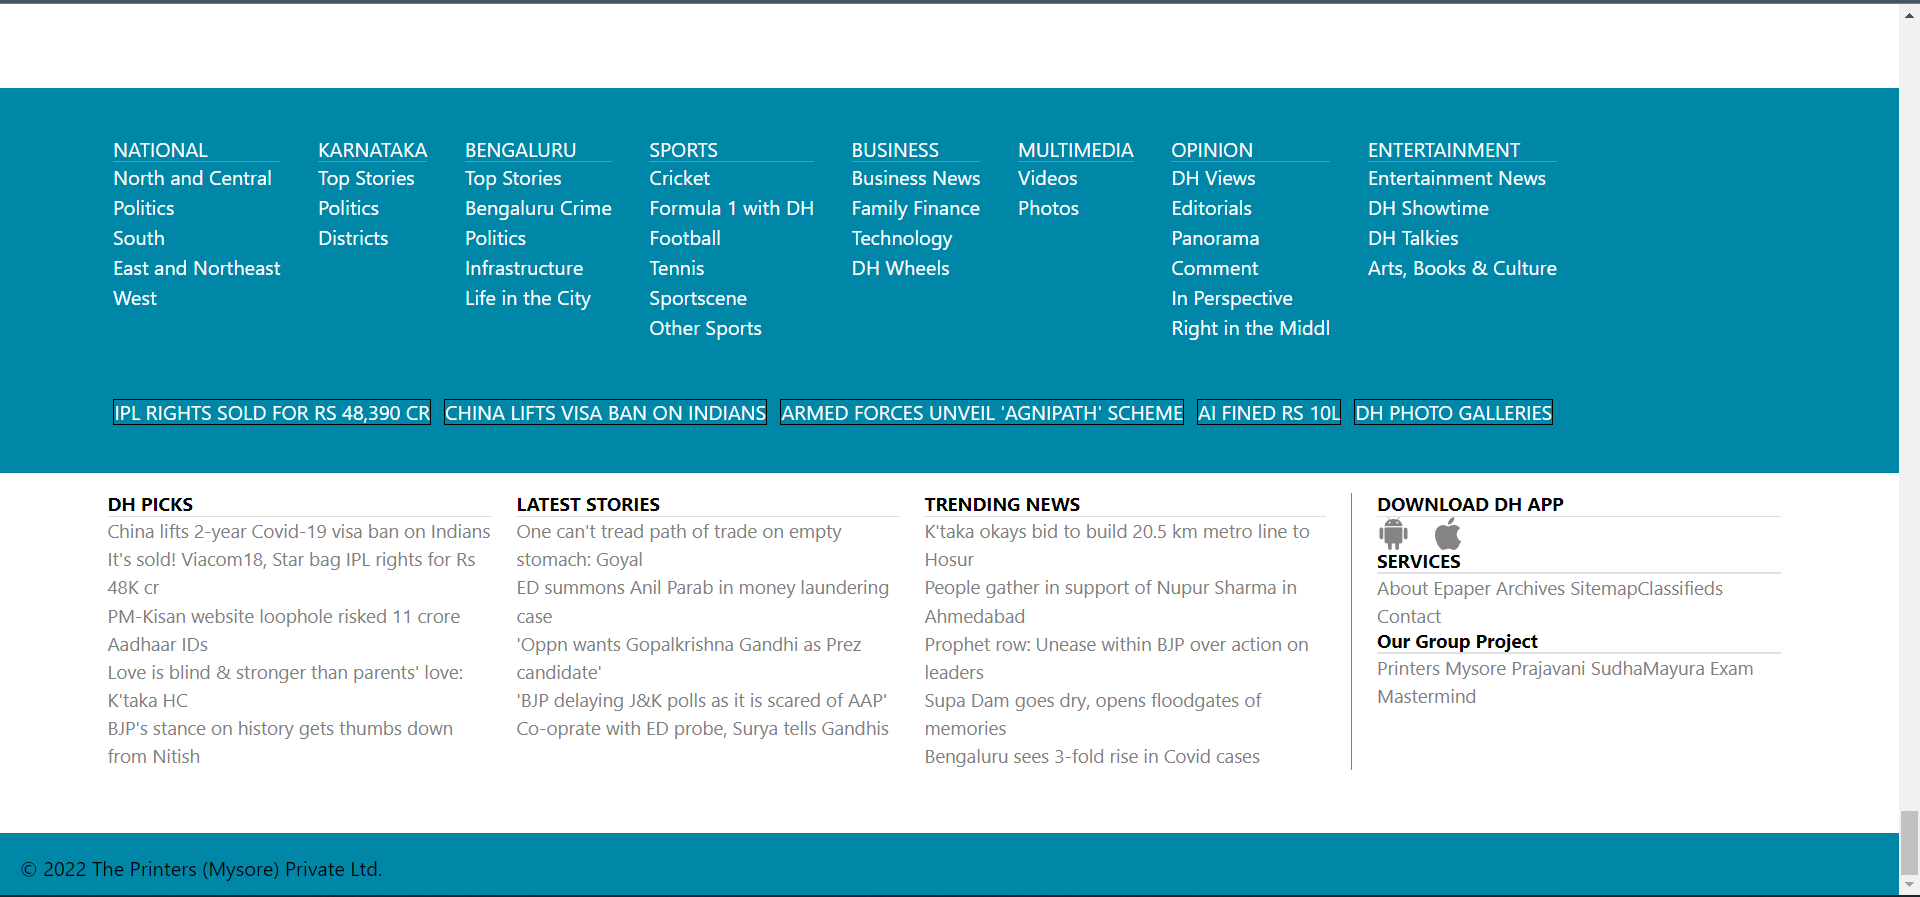 NATIONAL
North and Central
Politics
South
East and Northeast
West
KARNATAKA
Top Stories
Politics
Districts
BENGALURU
Top Stories
Bengaluru Crime
Politics
Infrastructure
Life in the City
SPORTS
Cricket
Formula 1 with DH
Football
Tennis
Sportscene
Other Sports
BUSINESS
Business News
Family Finance
Technology
DH Wheels
MULTIMEDIA
Videos
Photos
OPINION
DH Views
Editorials
Panorama
Comment
In Perspective
Right in the Middl
ENTERTAINMENT
Entertainment News
DH Showtime
DH Talkies
Arts, Books & Culture
IPL RIGHTS SOLD FOR RS 48,390 CR
CHINA LIFTS VISA BAN ON INDIANS
ARMED FORCES UNVEIL 'AGNIPATH' SCHEME
AI FINED RS 10L
DH PHOTO GALLERIES
DH PICKS
China lifts 2-year Covid-19 visa ban on Indians
It's sold! Viacom18, Star bag IPL rights for Rs
48K cr
PM-Kisan website loophole risked 11 crore
Aadhaar IDs
Love is blind & stronger than parents' love:
K'taka HC
BJP's stance on history gets thumbs down
from Nitish
LATEST STORIES
One can't tread path of trade on empty
stomach: Goyal
ED summons Anil Parab in money laundering
case
'Oppn wants Gopalkrishna Gandhi as Prez
candidate'
'BJP delaying J&K polls as it is scared of AAP'
Co-oprate with ED probe, Surya tells Gandhis
TRENDING NEWS
K'taka okays bid to build 20.5 km metro line to
Hosur
People gather in support of Nupur Sharma in
Ahmedabad
Prophet row: Unease within BJP over action on
leaders
Supa Dam goes dry, opens floodgates of
memories
Bengaluru sees 3-fold rise in Covid cases
DOWNLOAD DH APP
SERVICES
About Epaper Archives SitemapClassifieds
Contact
Our Group Project
Printers Mysore Prajavani SudhaMayura Exam
Mastermind
© 2022 The Printers (Mysore) Private Ltd.